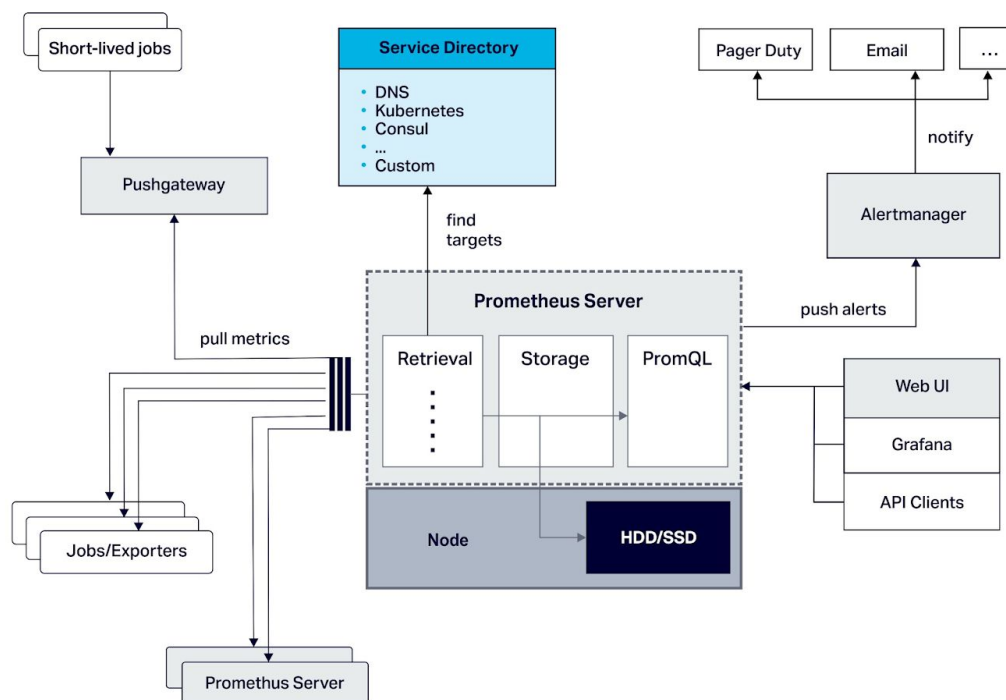 Short-lived jobs
Service Directory
• DNS
• Kubernetes
• Consul
• ...
• Custom
Pager Duty
Email
...
notify
Pushgateway
Alertmanager
find
targets
Prometheus Server
push alerts
pull metrics
Retrieval
Storage
PromQL
Web UI
Grafana
API Clients
Node
HDD/SSD
Jobs/Exporters
Promethus Server